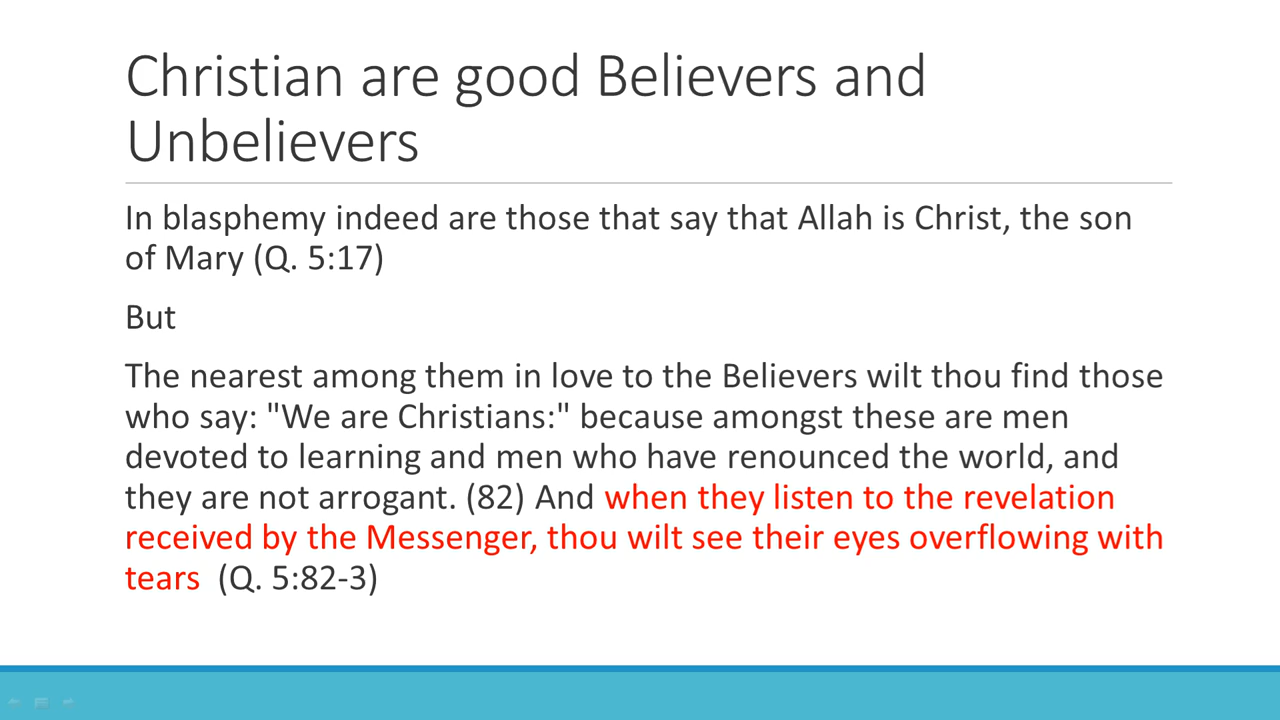 Christian are good Believers and
Unbelievers
In blasphemy indeed are those that say that Allah is Christ, the son
of Mary (Q. 5:17)
But
The nearest among them in love to the Believers wilt thou find those
who say: "We are Christians:" because amongst these are men
devoted to learning and men who have renounced the world, and
they are not arrogant. (82) And when they listen to the revelation
received by the Messenger, thou wilt see their eyes overflowing with
tears  (Q. 5:82-3)